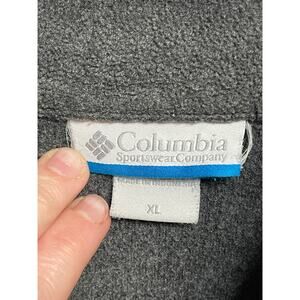 Columbia
Sportswear Company
MADE IN INDONESIA
XL